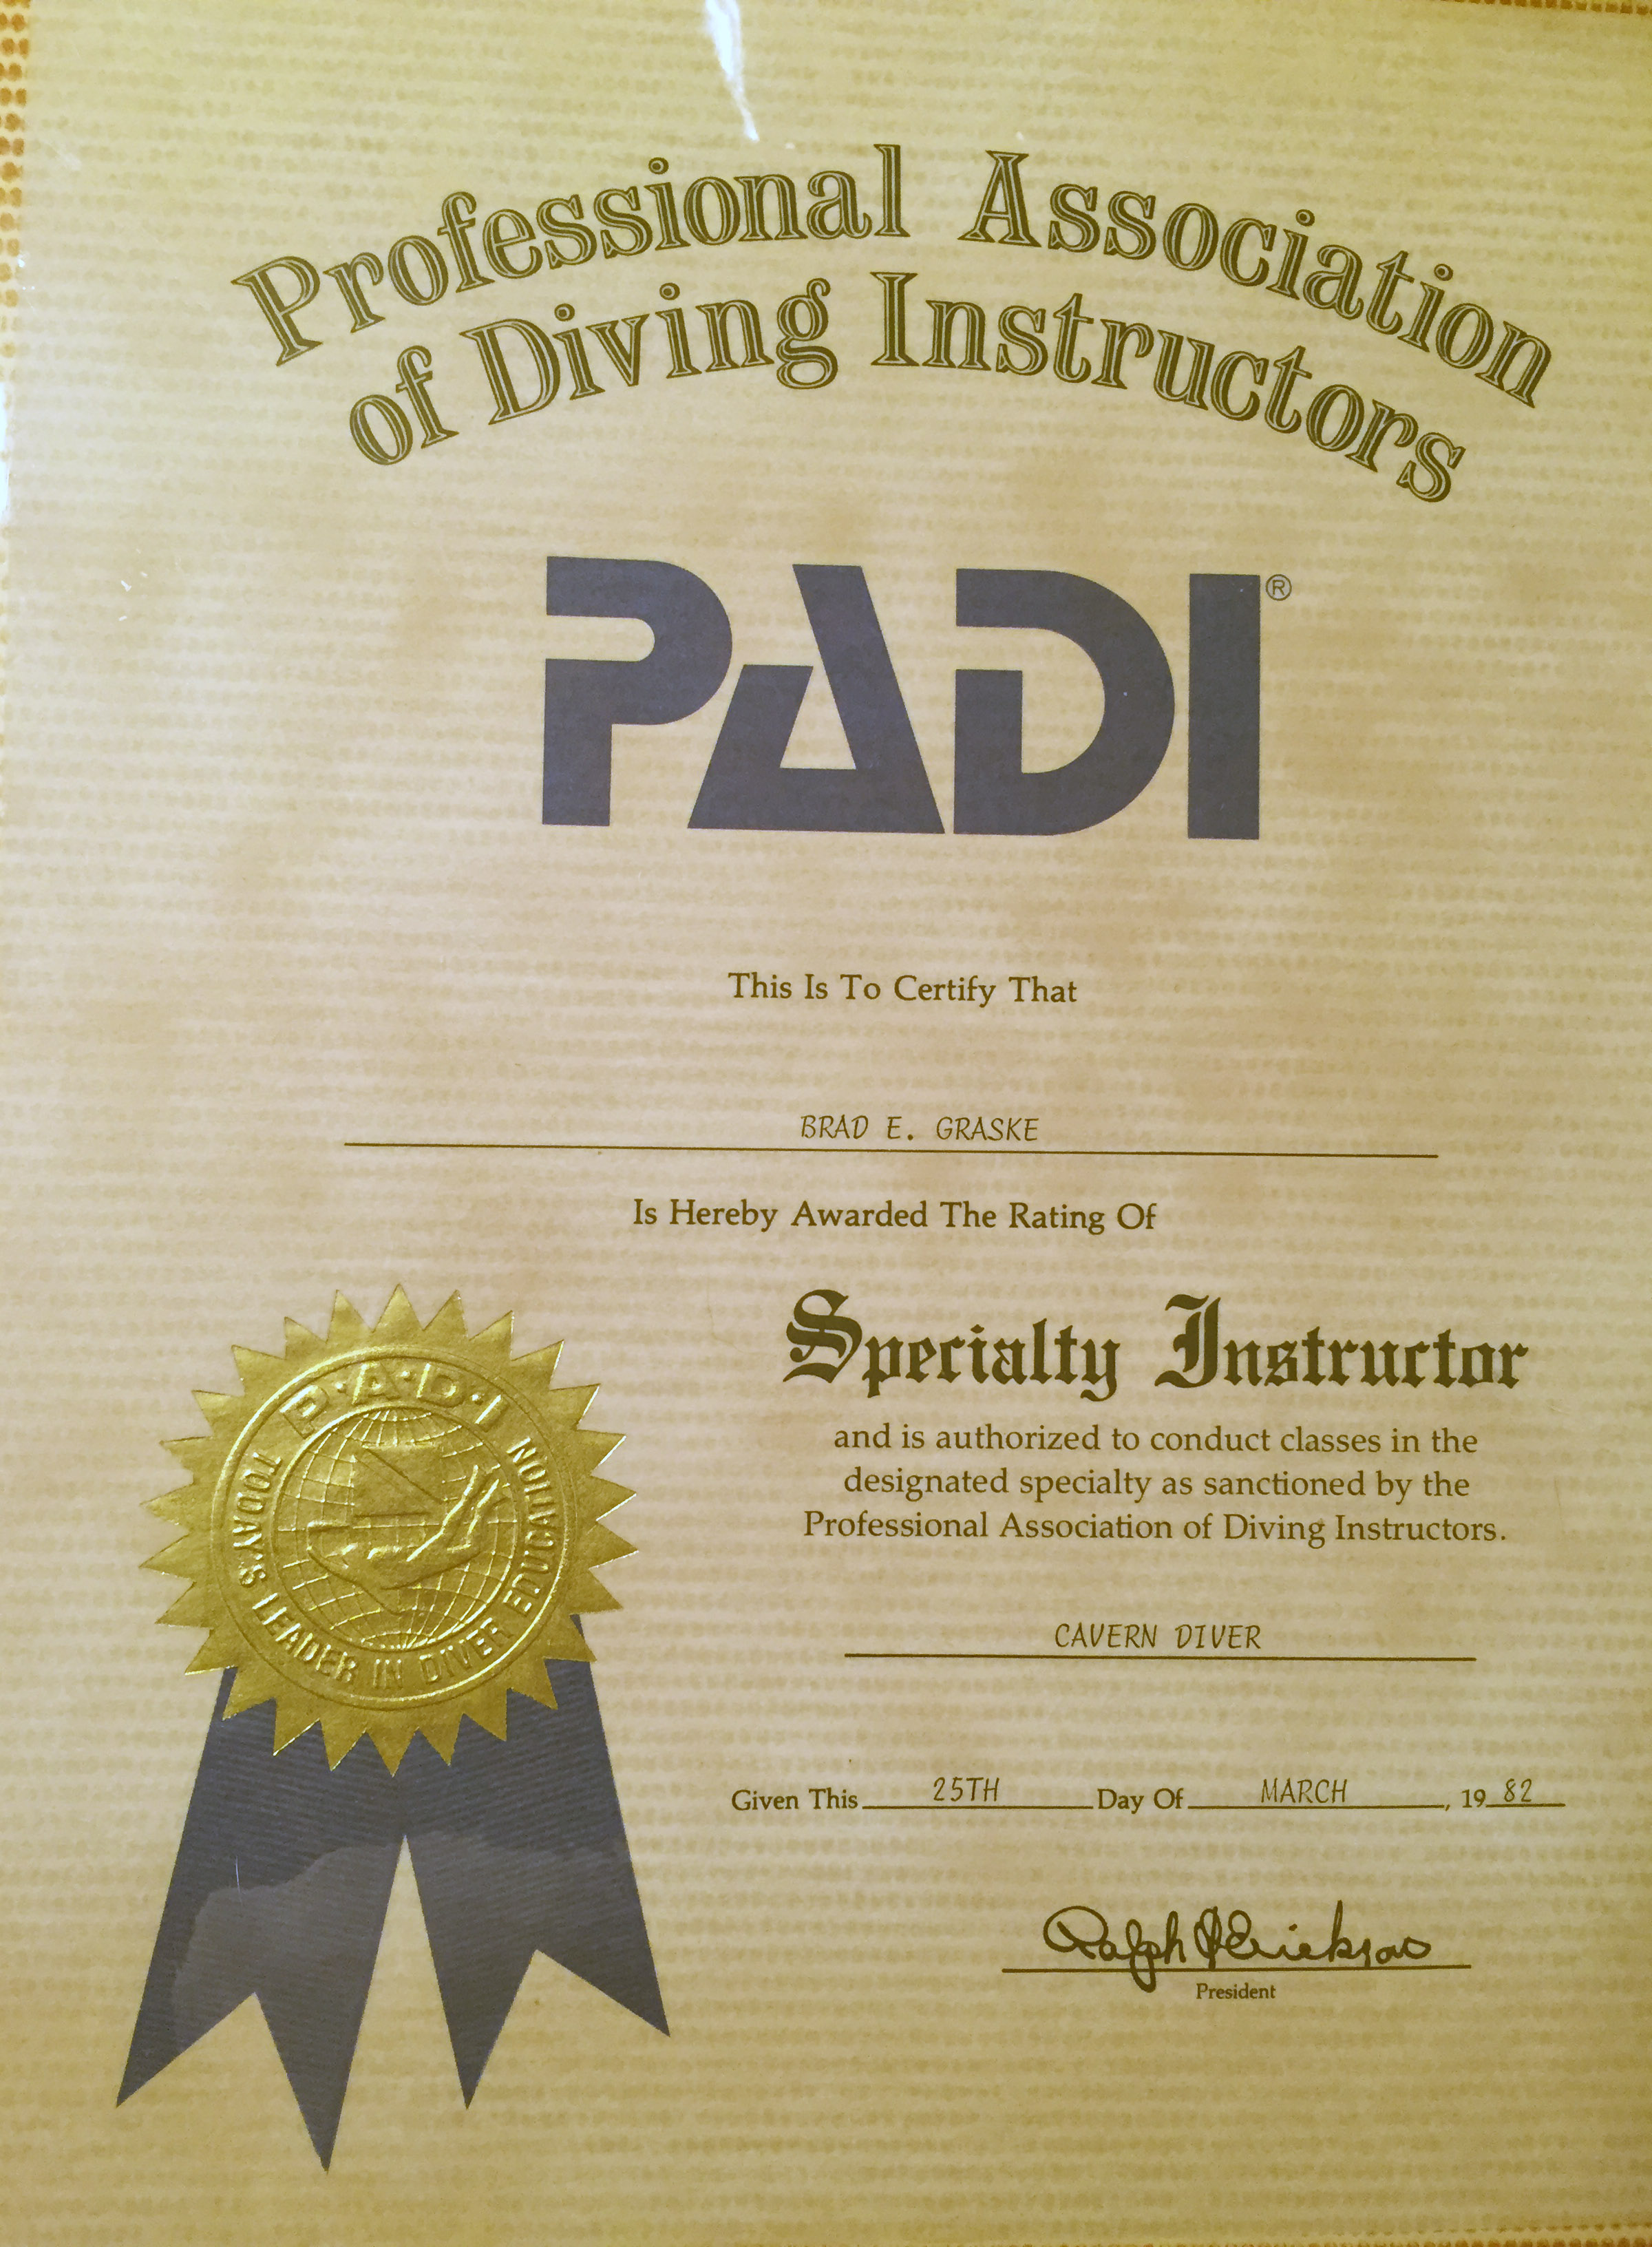 Professional Association
of Diving Instructors
PADI®
This Is To Certify That
BRAD E. GRASKE
Is Hereby Awarded The Rating Of
Specialty Instructor
and is authorized to conduct classes in the
designated specialty as sanctioned by the
Professional Association of Diving Instructors.
CAVERN DIVER
P·A·D·I
TODAY'S LEADER IN DIVER EDUCATION
Given This 25TH Day Of MARCH, 19 82
Ralph D Erickson
President